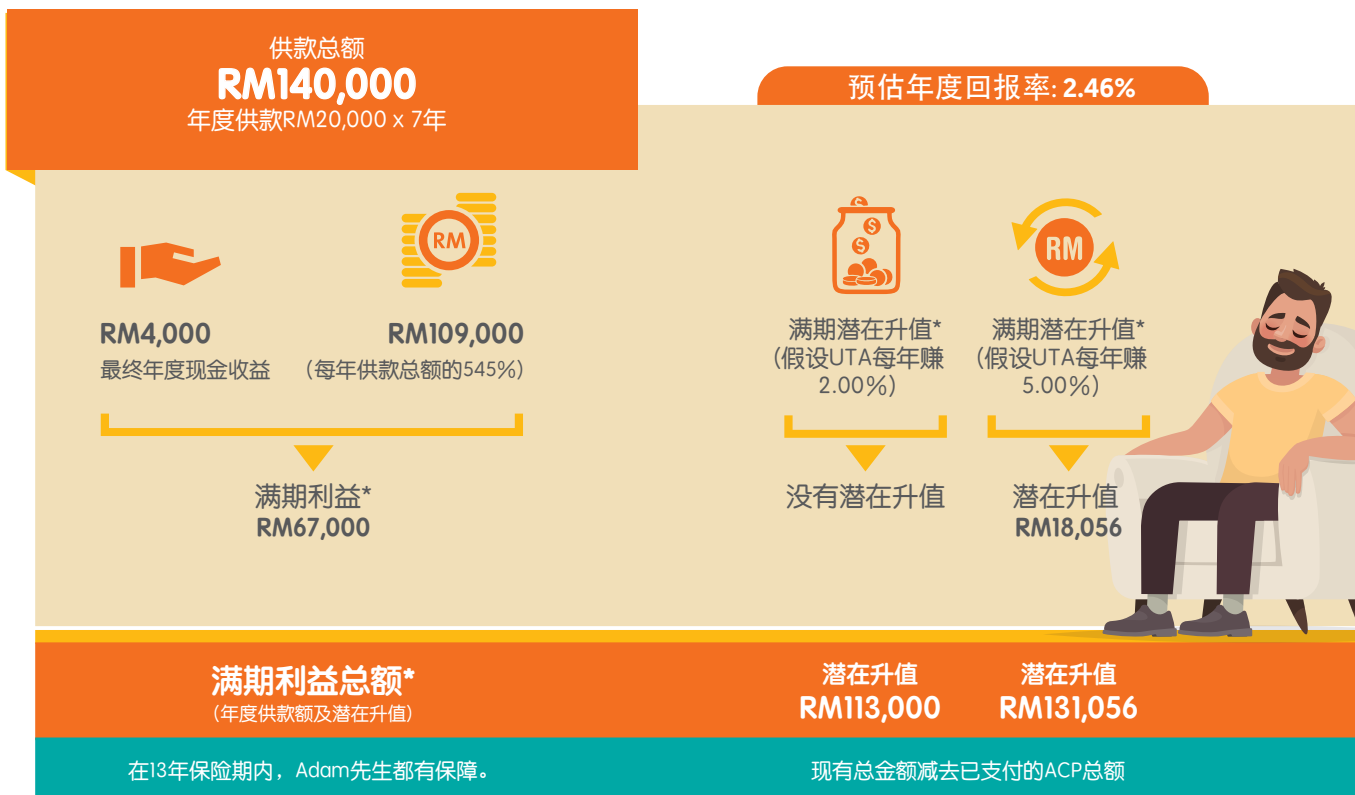 供款总额
RM140,000
年度供款RM20,000 x 7年
预估年度回报率: 2.46%
RM
RM4,000
最终年度现金收益
RM109,000
(每年供款总额的545%)
满期利益*
RM67,000
$
$
满期潜在升值*
(假设UTA每年赚
2.00%)
没有潜在升值
RM
满期潜在升值*
(假设UTA每年赚
5.00%)
潜在升值
RM18,056
满期利益总额*
(年度供款额及潜在升值)
潜在升值
RM113,000
潜在升值
RM131,056
在13年保险期内，Adam先生都有保障。
现有总金额减去已支付的ACP总额